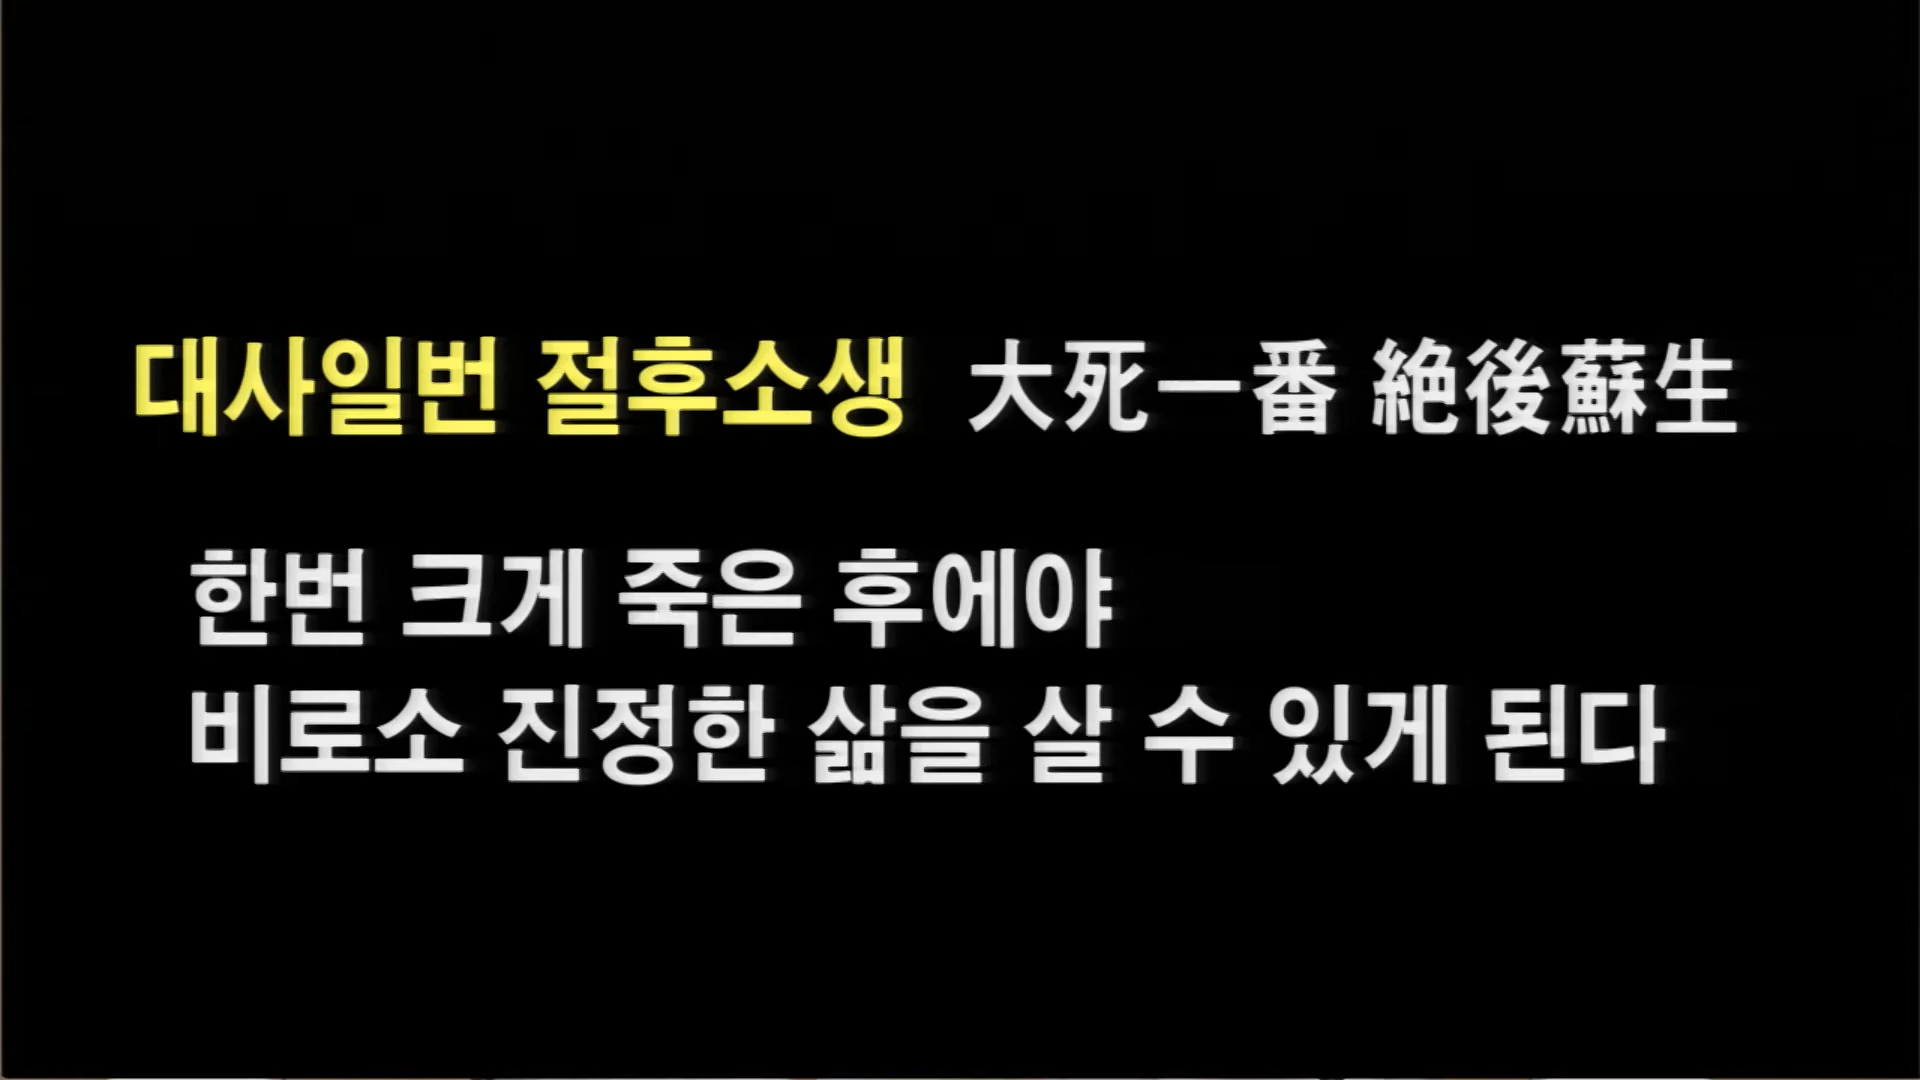 대사일번 절후소생 大死一番 絶後蘇生
한번 크게 죽은 후에야
비로소 진정한 삶을 살 수 있게 된다